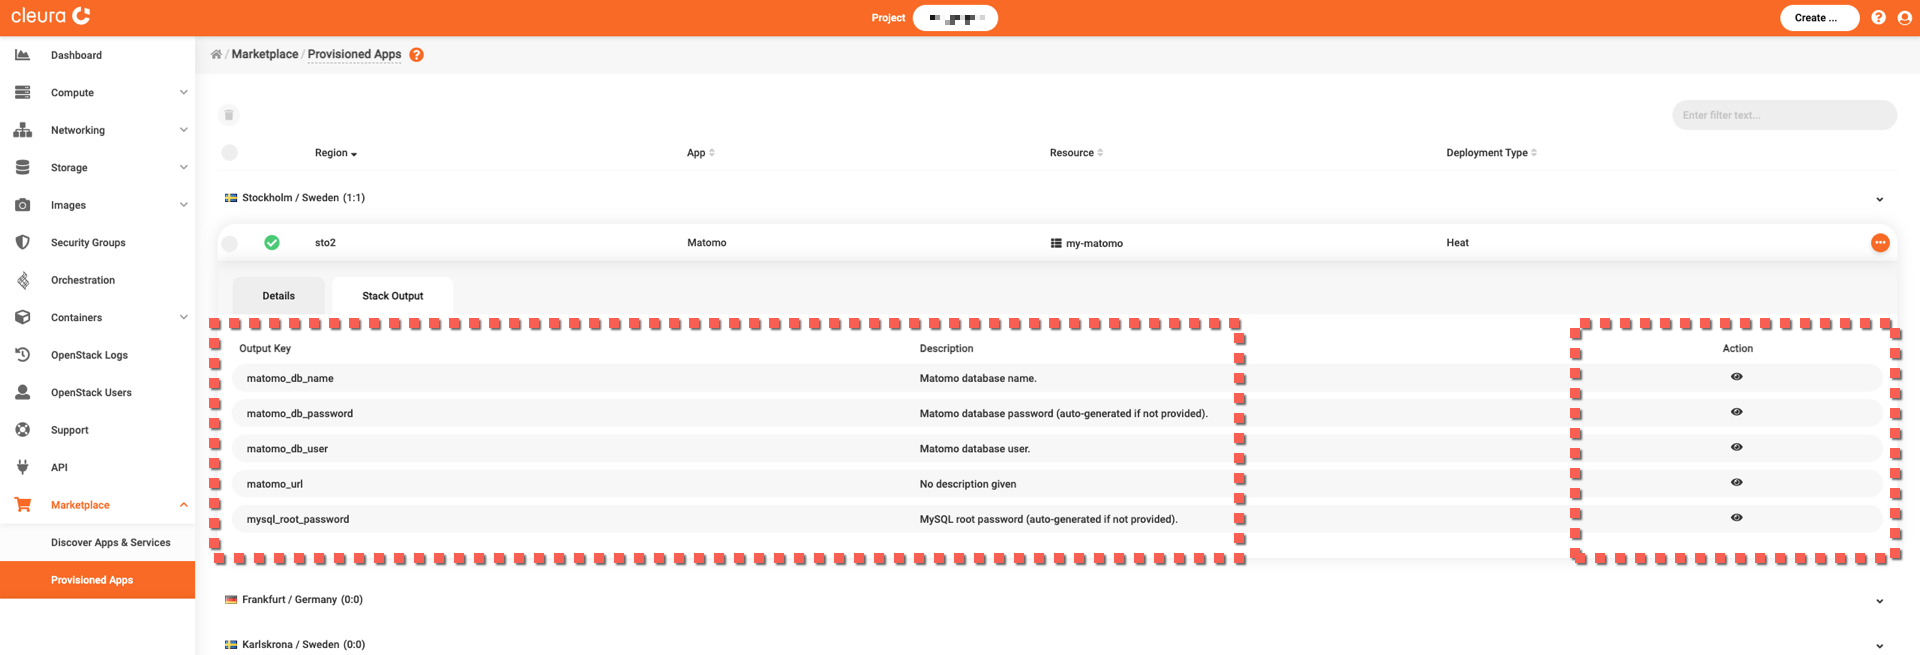 cleura
Project
Create ...
Dashboard
Compute
Networking
Storage
Images
Security Groups
Orchestration
Containers
OpenStack Logs
OpenStack Users
Support
API
Marketplace
Discover Apps & Services
Provisioned Apps
/ Marketplace / Provisioned Apps ?
Enter filter text...
Region App Resource Deployment Type
Stockholm / Sweden (1:1)
sto2 Matomo my-matomo Heat
Details Stack Output
Output Key Description Action
matomo_db_name Matomo database name.
matomo_db_password Matomo database password (auto-generated if not provided).
matomo_db_user Matomo database user.
matomo_url No description given
mysql_root_password MySQL root password (auto-generated if not provided).
Frankfurt / Germany (0:0)
Karlskrona / Sweden (0:0)